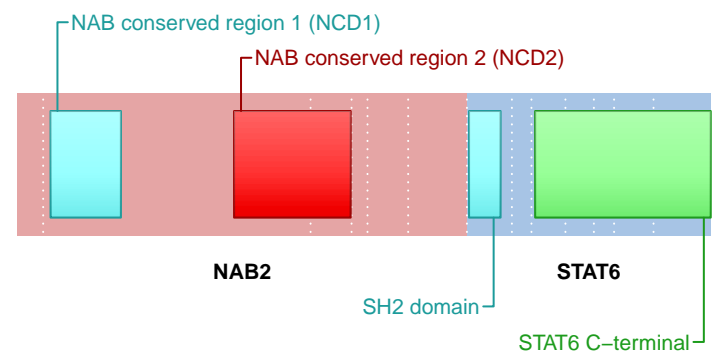 NAB conserved region 1 (NCD1)
NAB conserved region 2 (NCD2)
NAB2
STAT6
SH2 domain
STAT6 C−terminal